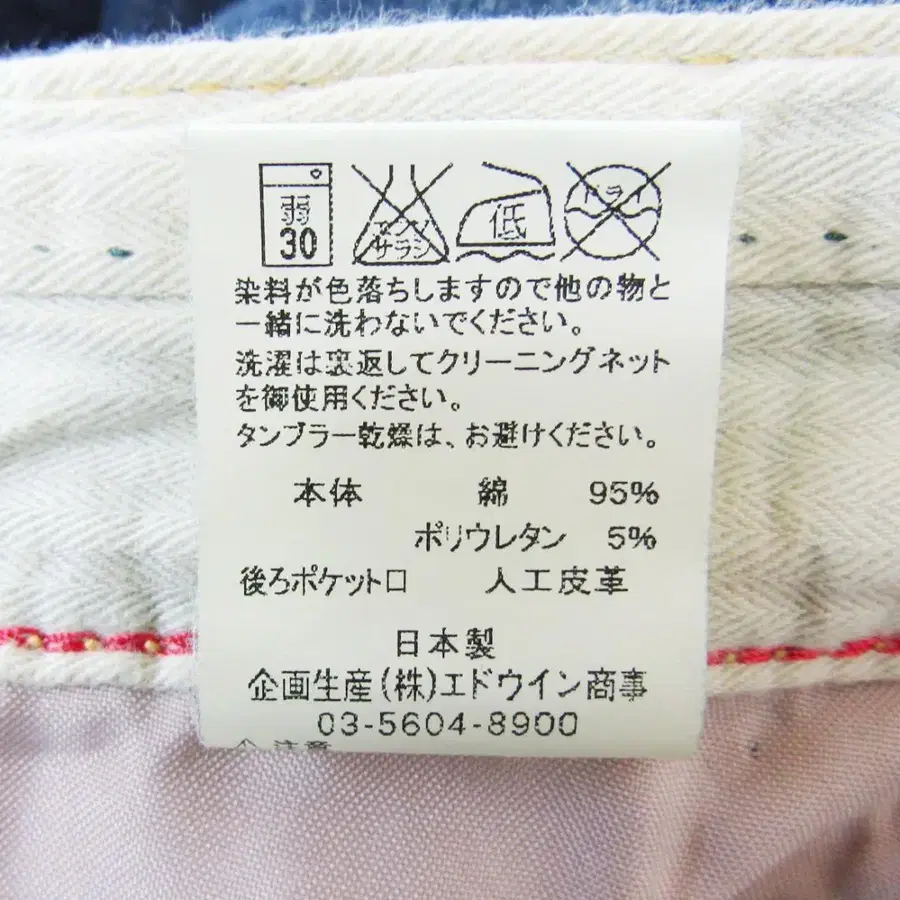 弱
30
エンソ
サラシ
低
ドライ
染料が色落ちしますので他の物と
一緒に洗わないでください。
洗濯は裏返してクリーニングネット
を御使用ください。
タンブラー乾燥は、お避けください。
本体 綿 95%
ポリウレタン 5%
後ろポケット口 人工皮革
日本製
企画生産(株)エドウイン商事
03-5604-8900
注意